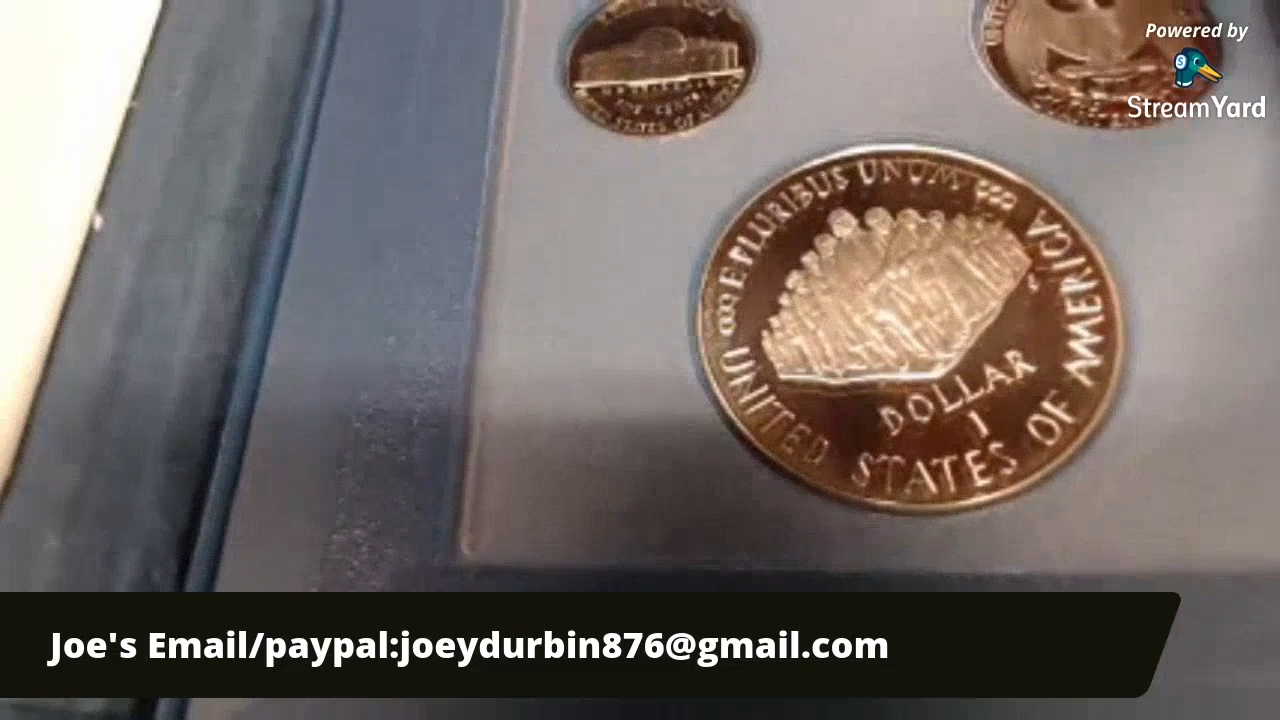 Powered by
StreamYard
E PLURIBUS UNUM
DOLLAR
1
UNITED STATES OF AMERICA
Joe's Email/paypal:joeydurbin876@gmail.com